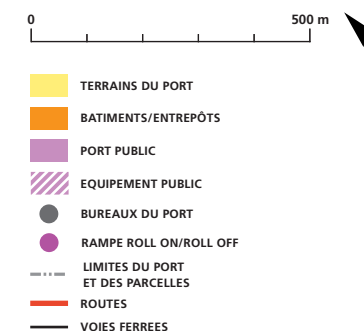 0 500 m
TERRAINS DU PORT
BATIMENTS/ENTREPÔTS
PORT PUBLIC
EQUIPEMENT PUBLIC
BUREAUX DU PORT
RAMPE ROLL ON/ROLL OFF
LIMITES DU PORT
ET DES PARCELLES
ROUTES
VOIES FERREES